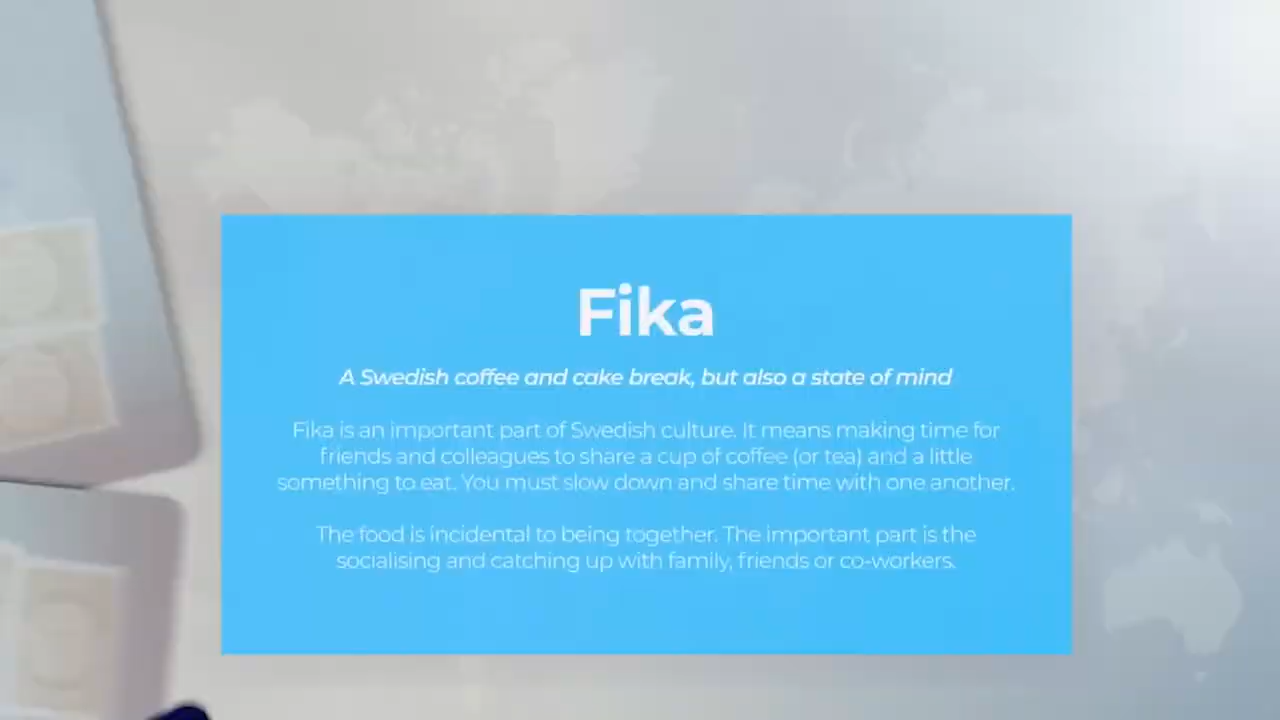 Fika
A Swedish coffee and cake break, but also a state of mind
Fika is an important part of Swedish culture. It means making time for
friends and colleagues to share a cup of coffee (or tea) and a little
something to eat. You must slow down and share time with one another.
The food is incidental to being together. The important part is the
socialising and catching up with family, friends or co-workers.